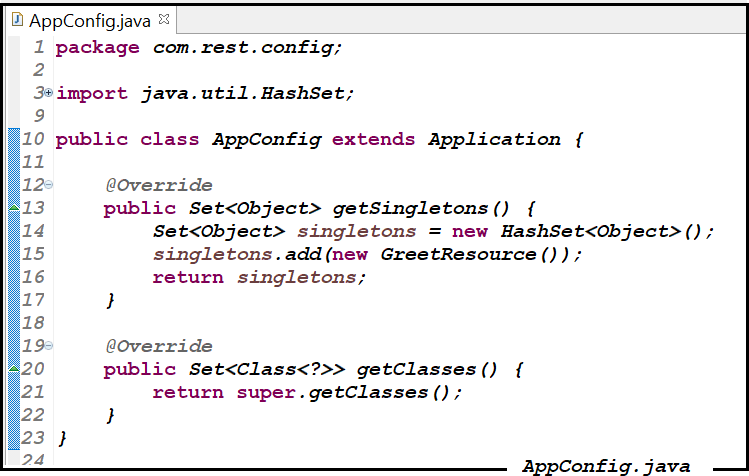 AppConfig.java
1 package com.rest.config;
2
3 import java.util.HashSet;
9
10 public class AppConfig extends Application {
11
12 @Override
13 public Set<Object> getSingletons() {
14 Set<Object> singletons = new HashSet<Object>();
15 singletons.add(new GreetResource());
16 return singletons;
17 }
18
19 @Override
20 public Set<Class<?>> getClasses() {
21 return super.getClasses();
22 }
23 }
24
AppConfig.java